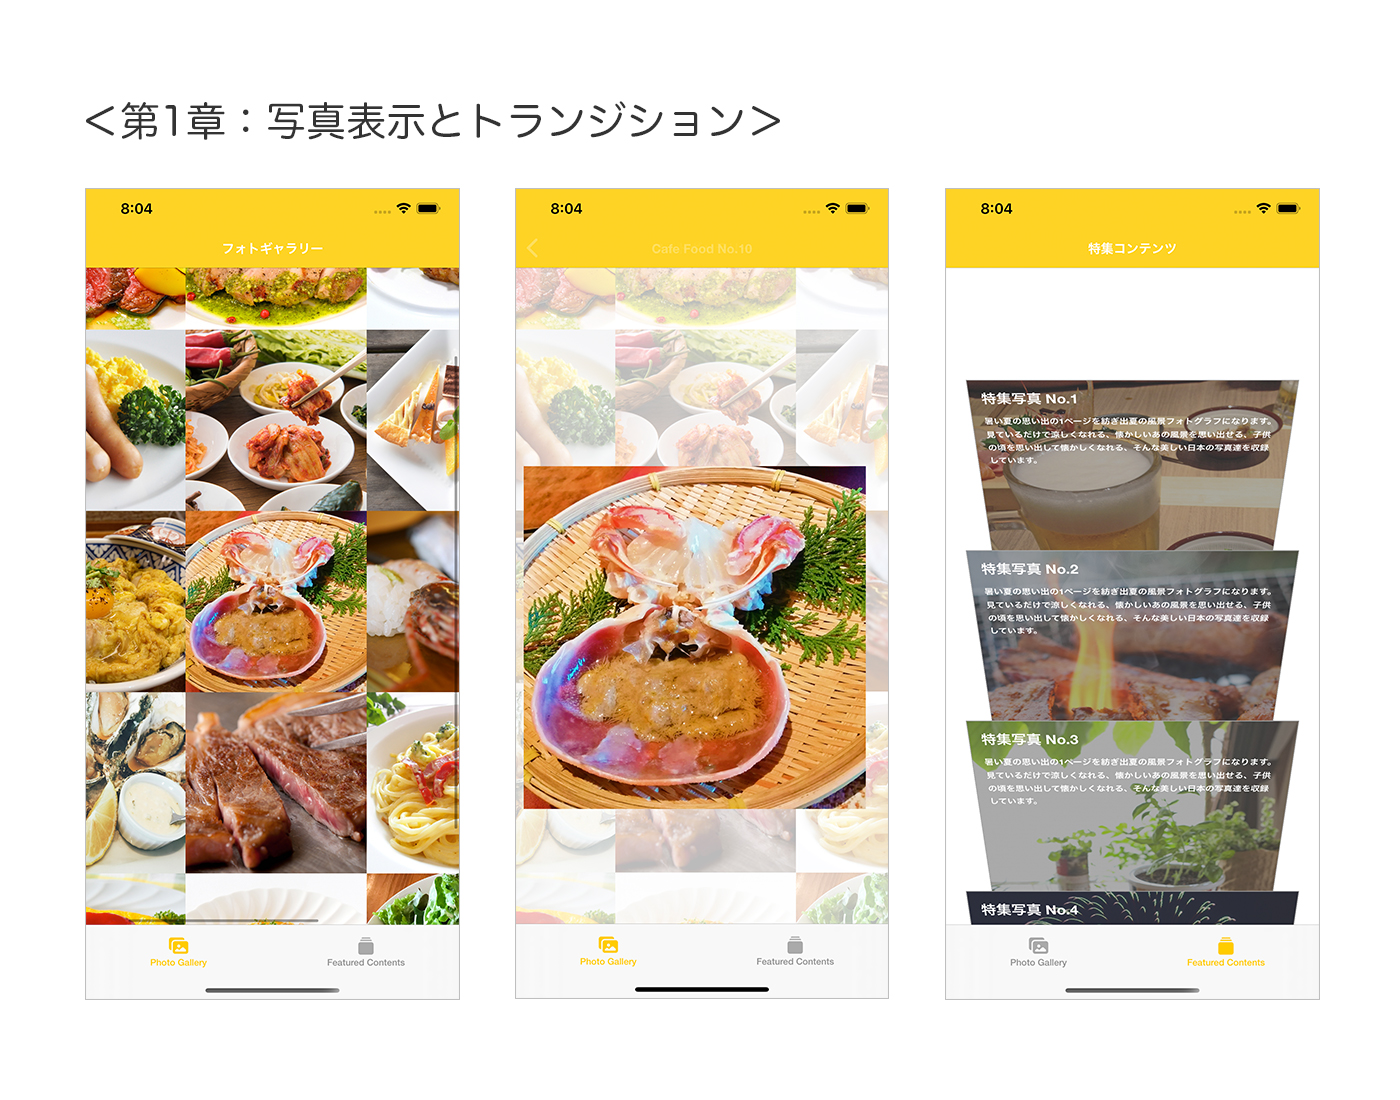 ＜第1章：写真表示とトランジション＞
8:04
フォトギャラリー
Photo Gallery
Featured Contents
8:04
Cafe Food No.10
Photo Gallery
Featured Contents
8:04
特集コンテンツ
特集写真 No.1
暑い夏の思い出の1ページを紡ぎ出夏の風景フォトグラフになります。
見ているだけで涼しくなれる、懐かしいあの風景を思い出せる、子供
の頃を思い出して懐かしくなれる、そんな美しい日本の写真達を収録
しています。
特集写真 No.2
暑い夏の思い出の1ページを紡ぎ出夏の風景フォトグラフになります。
見ているだけで涼しくなれる、懐かしいあの風景を思い出せる、子供
の頃を思い出して懐かしくなれる、そんな美しい日本の写真達を収録
しています。
特集写真 No.3
暑い夏の思い出の1ページを紡ぎ出夏の風景フォトグラフになります。
見ているだけで涼しくなれる、懐かしいあの風景を思い出せる、子供
の頃を思い出して懐かしくなれる、そんな美しい日本の写真達を収録
しています。
特集写真 No.4
Photo Gallery
Featured Contents